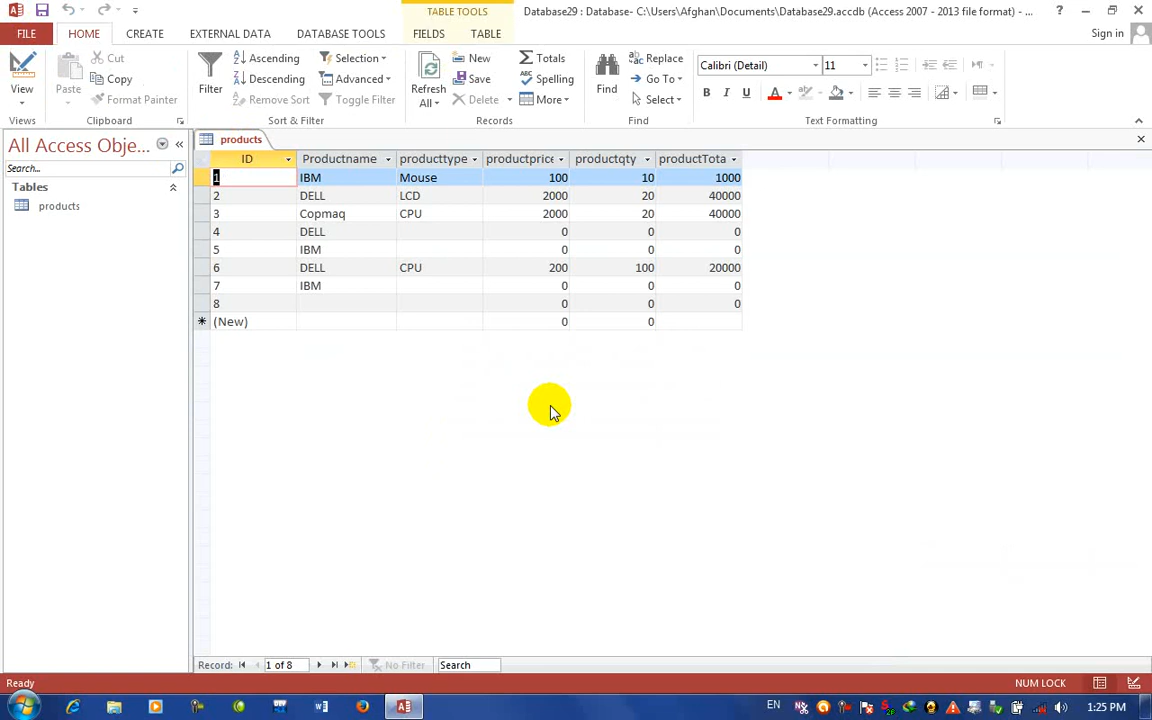 TABLE TOOLS
Database29 : Database- C:\Users\Afghan\Documents\Database29.accdb (Access 2007 - 2013 file format) - ...
FILE HOME CREATE EXTERNAL DATA DATABASE TOOLS FIELDS TABLE Sign in
View
Views
Paste
Cut
Copy
Format Painter
Clipboard
Filter
Ascending
Descending
Remove Sort
Selection
Advanced
Toggle Filter
Sort & Filter
Refresh
All
New
Save
Delete
Totals
Spelling
More
Records
Find
Replace
Go To
Select
Find
Calibri (Detail) 11
B I U A
Text Formatting
All Access Obje...
Search...
Tables
products
products
ID Productname producttype productprice productqty productTota
1 IBM Mouse 100 10 1000
2 DELL LCD 2000 20 40000
3 Copmaq CPU 2000 20 40000
4 DELL 0 0 0
5 IBM 0 0 0
6 DELL CPU 200 100 20000
7 IBM 0 0 0
8 0 0 0
(New) 0 0
Record: 1 of 8 No Filter Search
Ready NUM LOCK
EN 1:25 PM